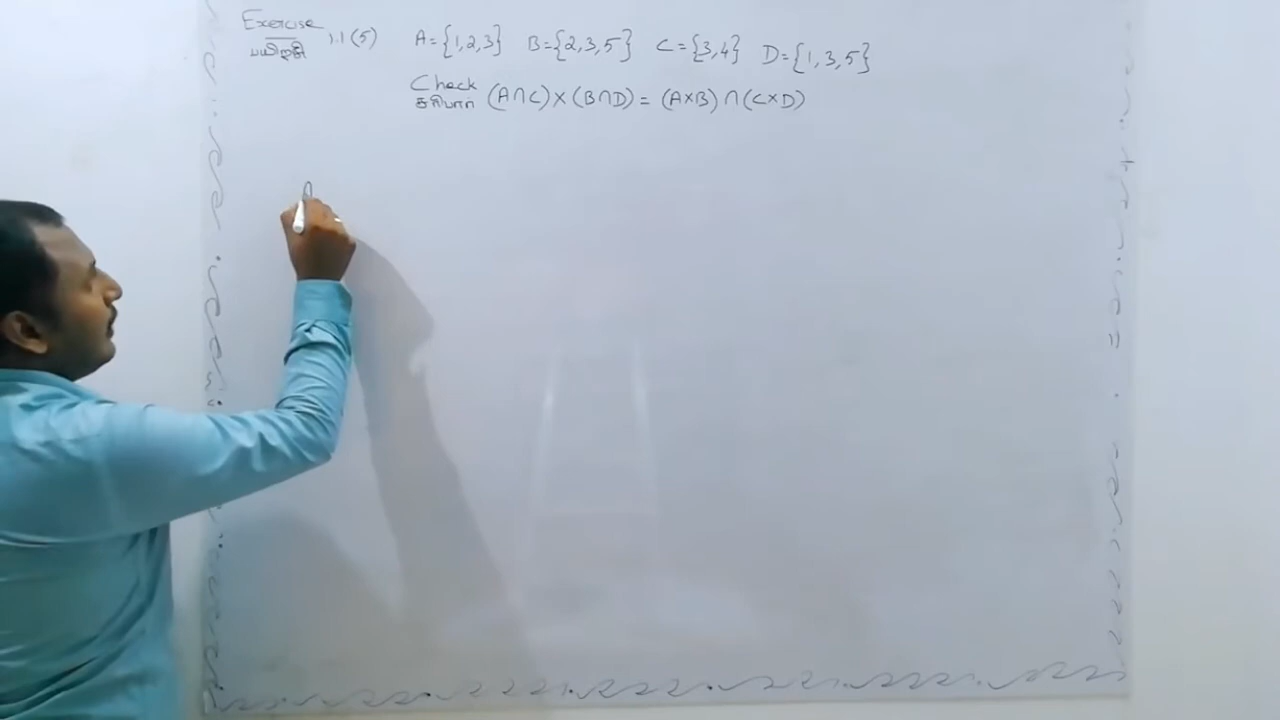 Exercise 1.1 (5) A={1,2,3} B={2,3,5} C={3,4} D={1,3,5}
பயிற்சி
Check
சரிபார் (A∩C)×(B∩D) = (A×B)∩(C×D)